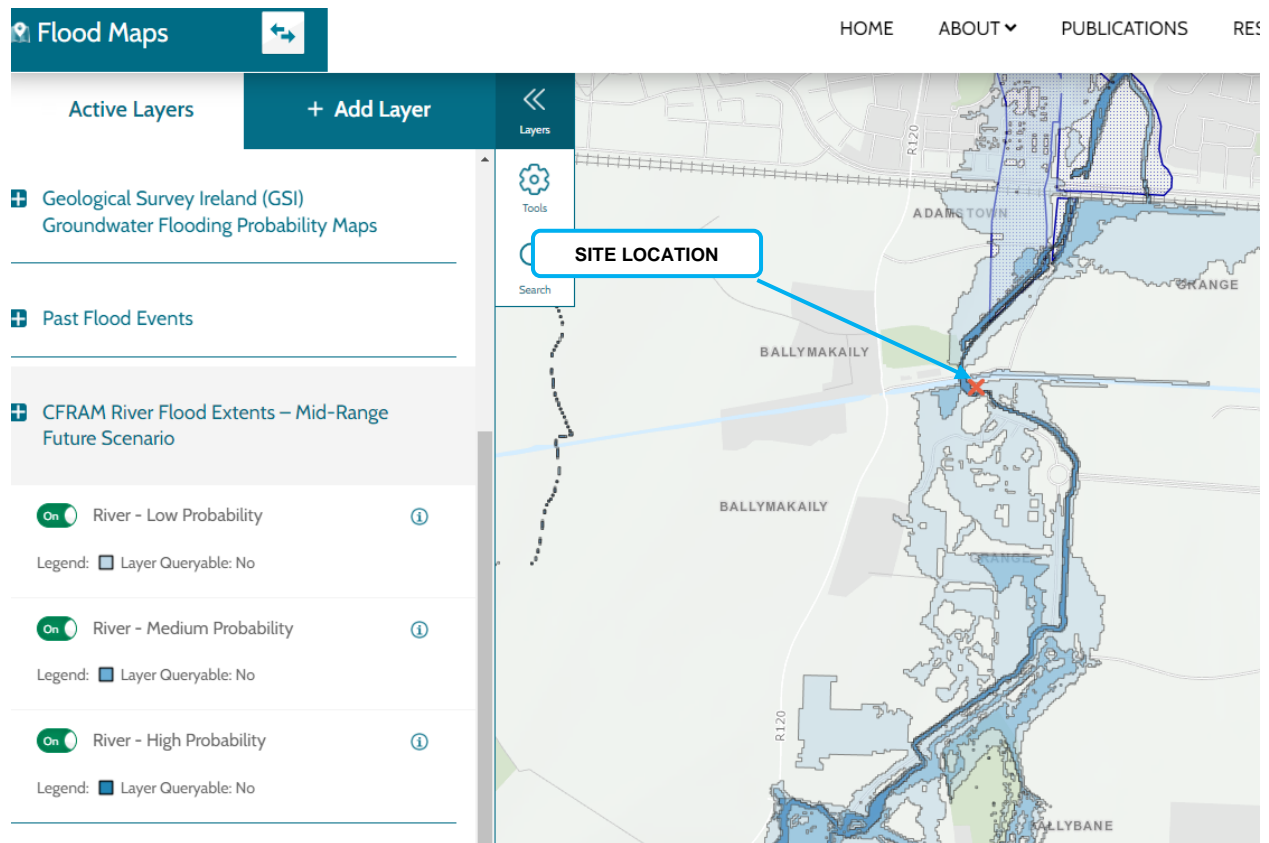 Flood Maps
HOME
ABOUT
PUBLICATIONS
RES
Active Layers
+ Add Layer
Layers
Geological Survey Ireland (GSI)
Groundwater Flooding Probability Maps
Tools
SITE LOCATION
Search
Past Flood Events
CFRAM River Flood Extents – Mid-Range
Future Scenario
On
River - Low Probability
Legend: Layer Queryable: No
On
River - Medium Probability
Legend: Layer Queryable: No
On
River - High Probability
Legend: Layer Queryable: No
R120
ADAMSTOWN
GRANGE
BALLYMAKAILY
BALLYMAKAILY
GRANGE
R120
ALLYBANE